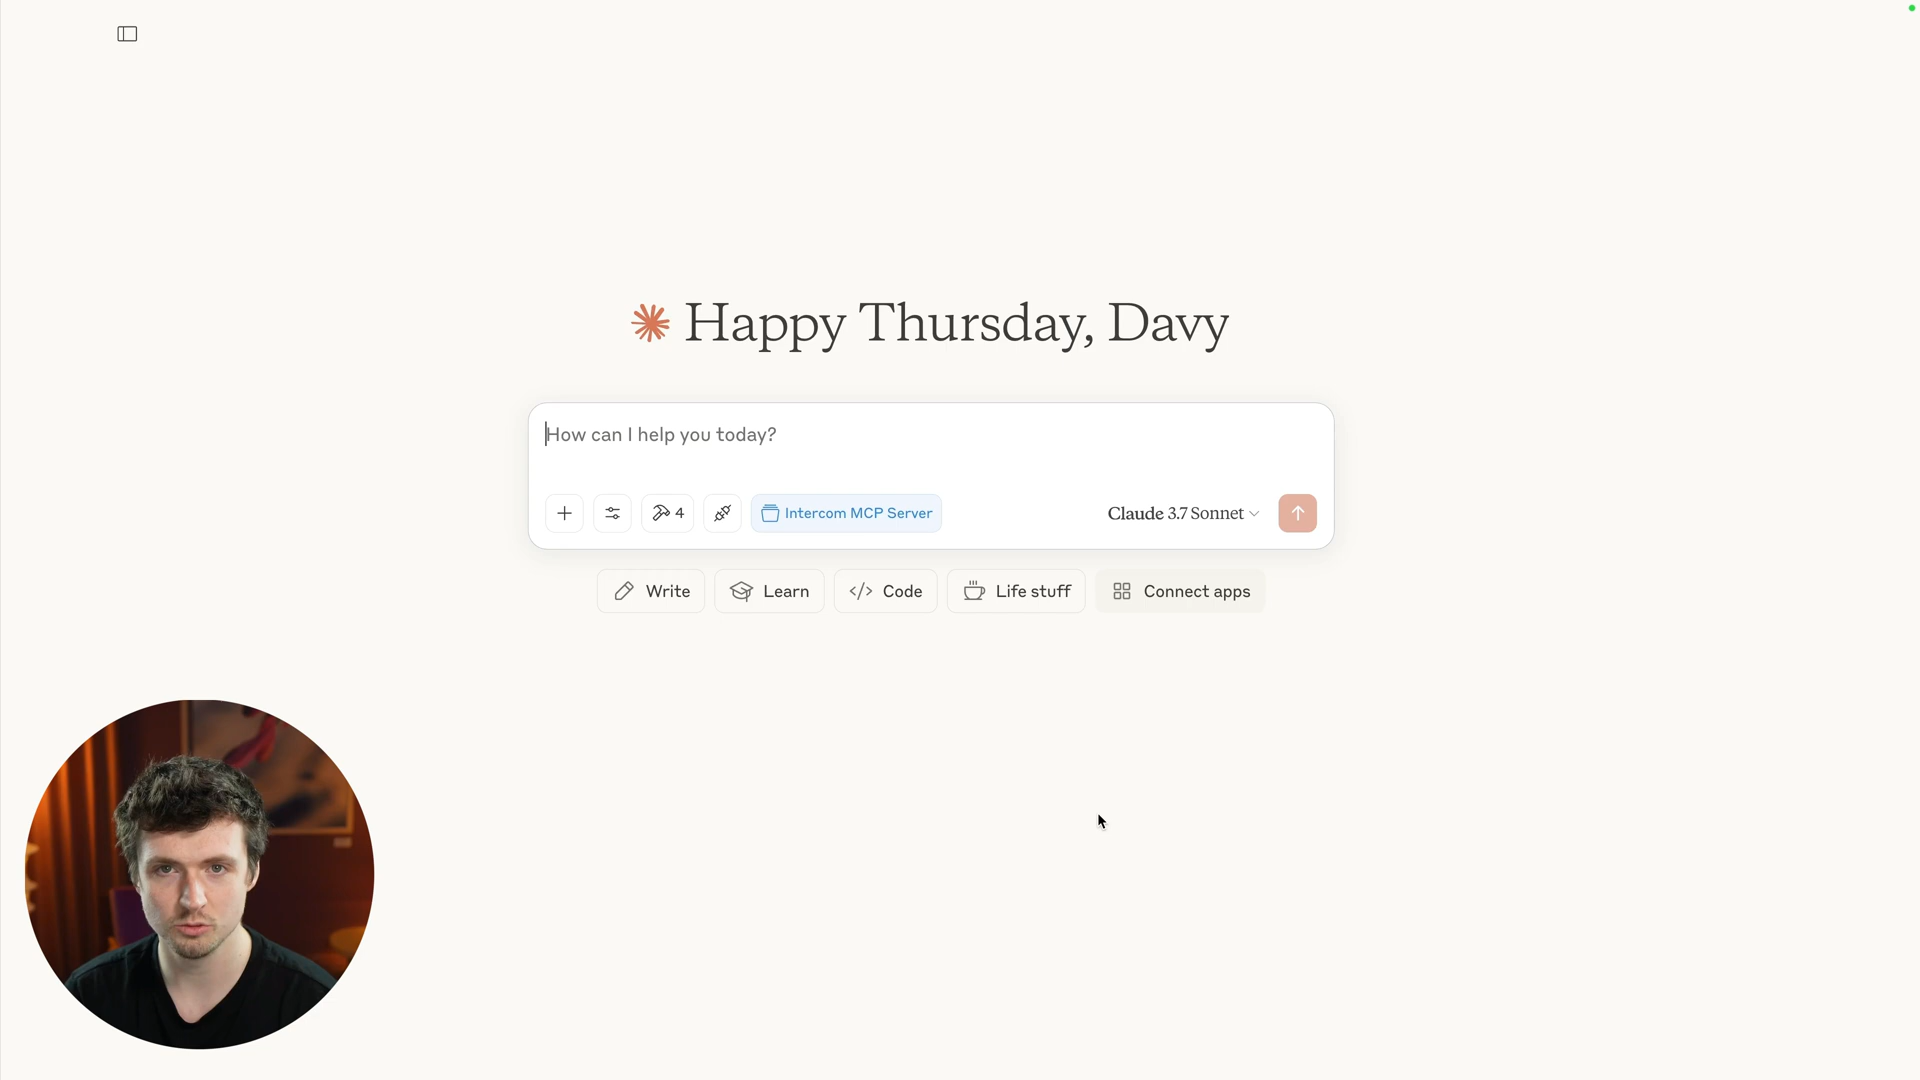 Happy Thursday, Davy
How can I help you today?
4
Intercom MCP Server
Claude 3.7 Sonnet
Write
Learn
Code
Life stuff
Connect apps